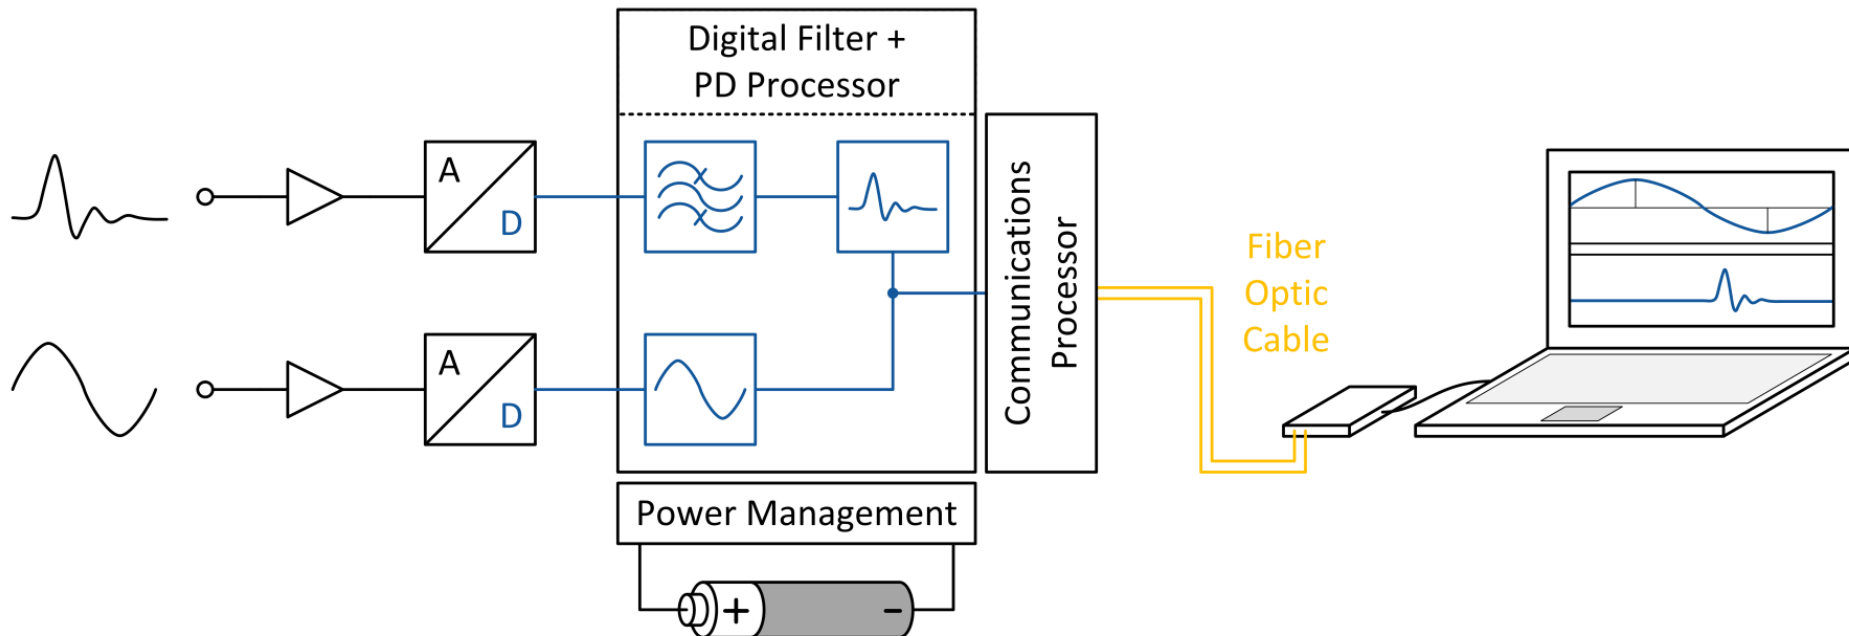 Digital Filter +
PD Processor
A
D
A
D
Communications
Processor
Fiber
Optic
Cable
Power Management
+ -